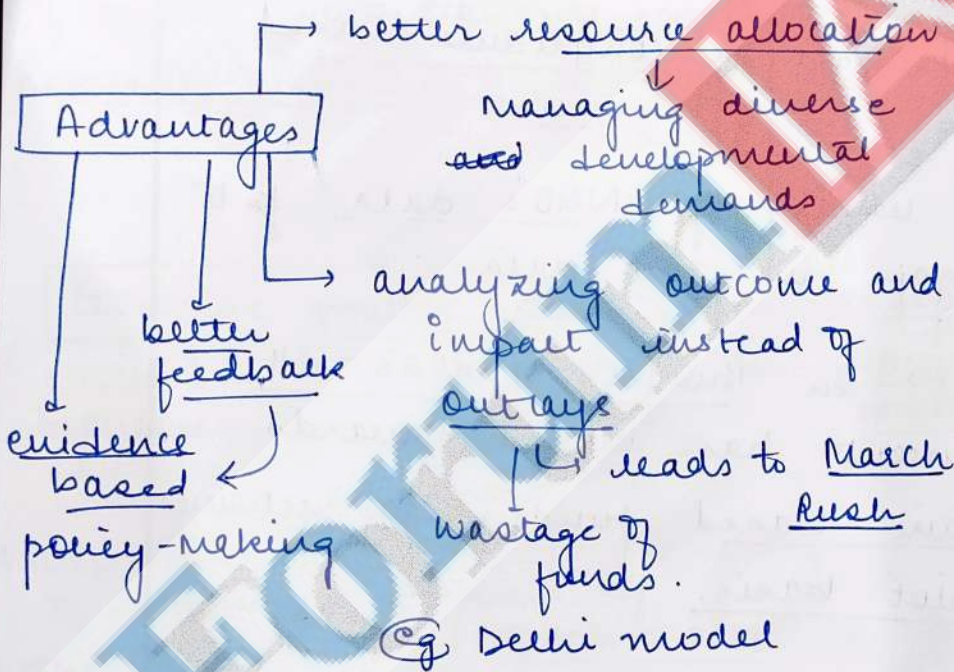 better resource allocation
Advantages
managing diverse
and developmental
demands
analyzing outcome and
impact instead of
outlays
better
feedback
evidence
based
policy-making
leads to March
Rush
wastage of
funds.
eg Delhi model
ForumIA